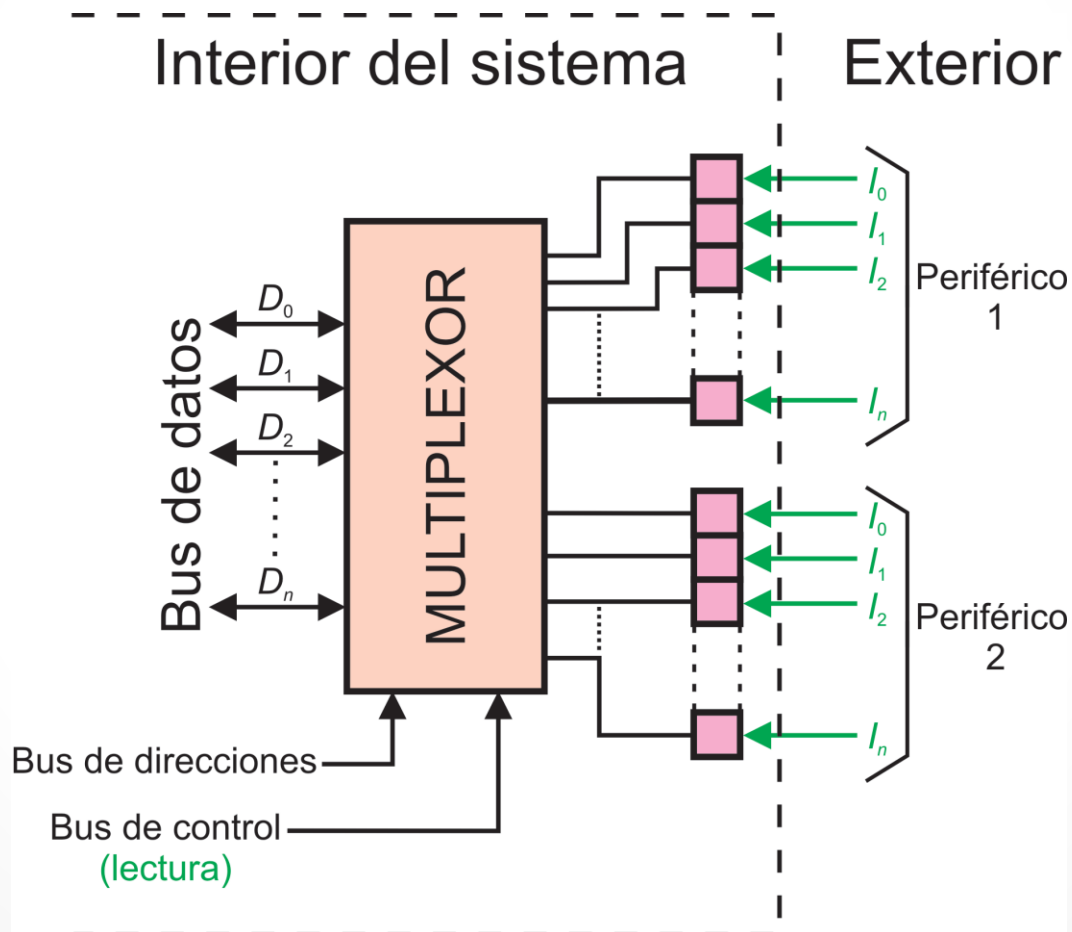 Interior del sistema
Exterior
I0
I1
I2
In
Periférico
1
Bus de datos
D0
D1
D2
Dn
MULTIPLEXOR
I0
I1
I2
In
Periférico
2
Bus de direcciones
Bus de control
(lectura)